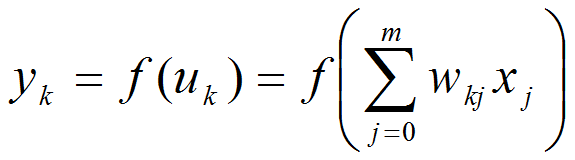 y_k = f(u_k) = f(∑_{j=0}^{m} w_{kj} x_j)